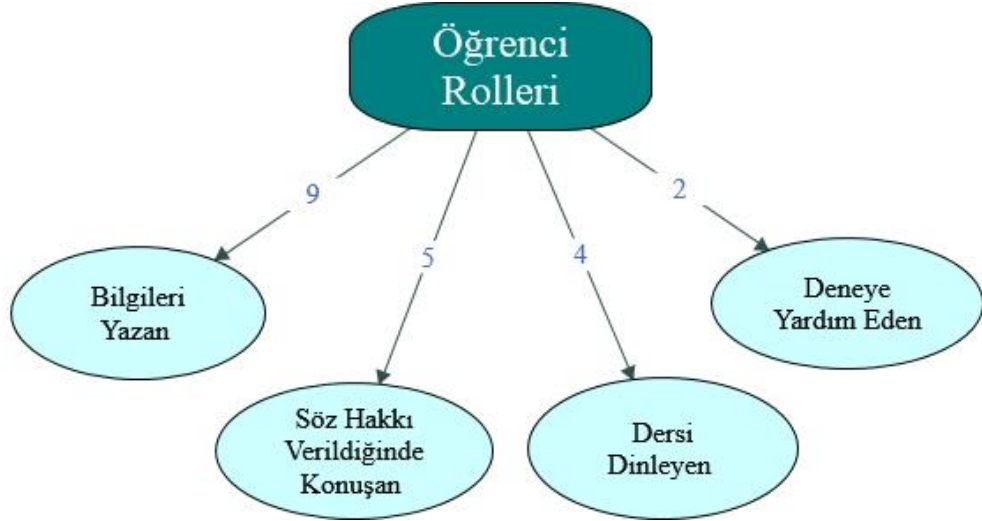 Öğrenci
Rolleri
9
5
4
2
Bilgileri
Yazan
Söz Hakkı
Verildiğinde
Konuşan
Dersi
Dinleyen
Deneye
Yardım Eden